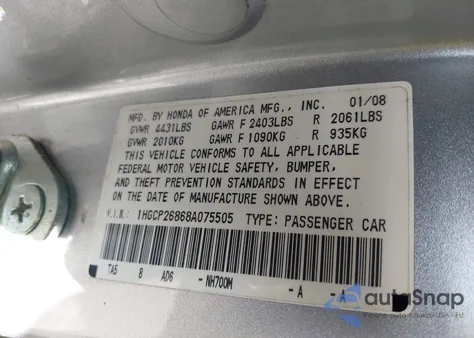 MFD. BY HONDA OF AMERICA MFG., INC. 01/08
GVWR 4431LBS GAWR F 2403LBS R 2061LBS
GVWR 2010KG GAWR F 1090KG R 935KG
THIS VEHICLE CONFORMS TO ALL APPLICABLE
FEDERAL MOTOR VEHICLE SAFETY, BUMPER,
AND THEFT PREVENTION STANDARDS IN EFFECT
ON THE DATE OF MANUFACTURE SHOWN ABOVE.
V.I.N.: 1HGCP26868A075505 TYPE: PASSENGER CAR
TA5 8 AD6 -NH700M -A -A
autoSnap